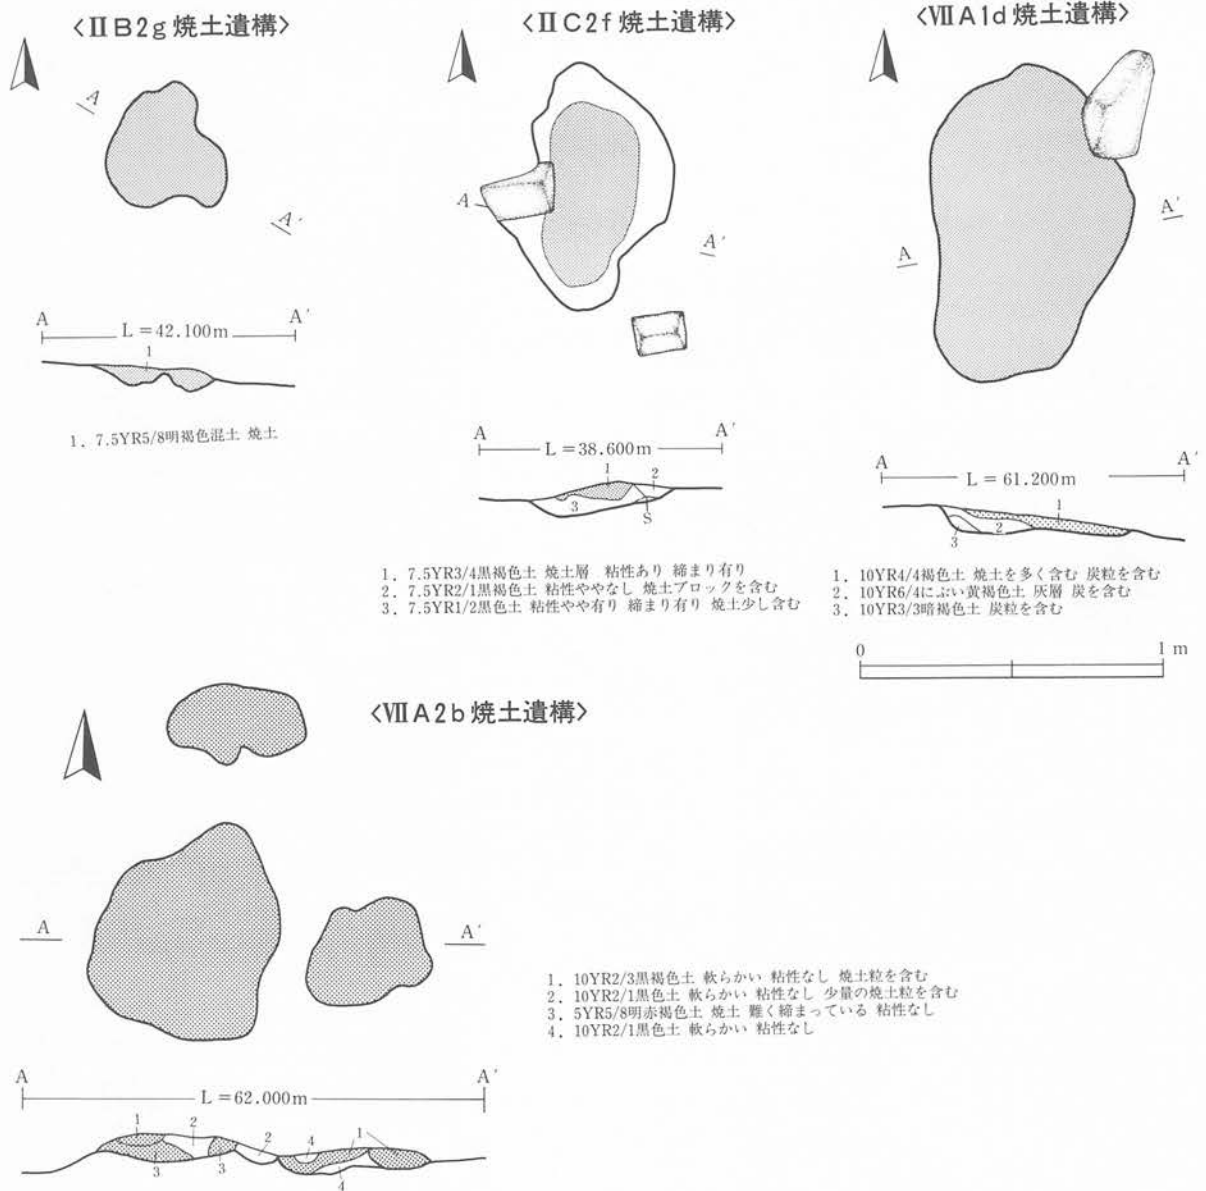 〈ⅡB2g焼土遺構〉
A
A'
A A'
L=42.100m
1
1. 7.5YR5/8明褐色混土 焼土
〈ⅡC2f焼土遺構〉
A
A'
A A'
L=38.600m
1 2
3 S
1. 7.5YR3/4黒褐色土 焼土層 粘性あり 締まり有り
2. 7.5YR2/1黒褐色土 粘性ややなし 焼土ブロックを含む
3. 7.5YR1/2黒色土 粘性やや有り 締まり有り 焼土少し含む
〈ⅦA1d焼土遺構〉
A'
A
A A'
L=61.200m
1
2
3
1. 10YR4/4褐色土 焼土を多く含む 炭粒を含む
2. 10YR6/4にぶい黄褐色土 灰層 炭を含む
3. 10YR3/3暗褐色土 炭粒を含む
0 1m
〈ⅦA2b焼土遺構〉
A A'
1. 10YR2/3黒褐色土 軟らかい 粘性なし 焼土粒を含む
2. 10YR2/1黒色土 軟らかい 粘性なし 少量の焼土粒を含む
3. 5YR5/8明赤褐色土 焼土 難く締まっている 粘性なし
4. 10YR2/1黒色土 軟らかい 粘性なし
A A'
L=62.000m
1 2 2 4 1
3 3 4